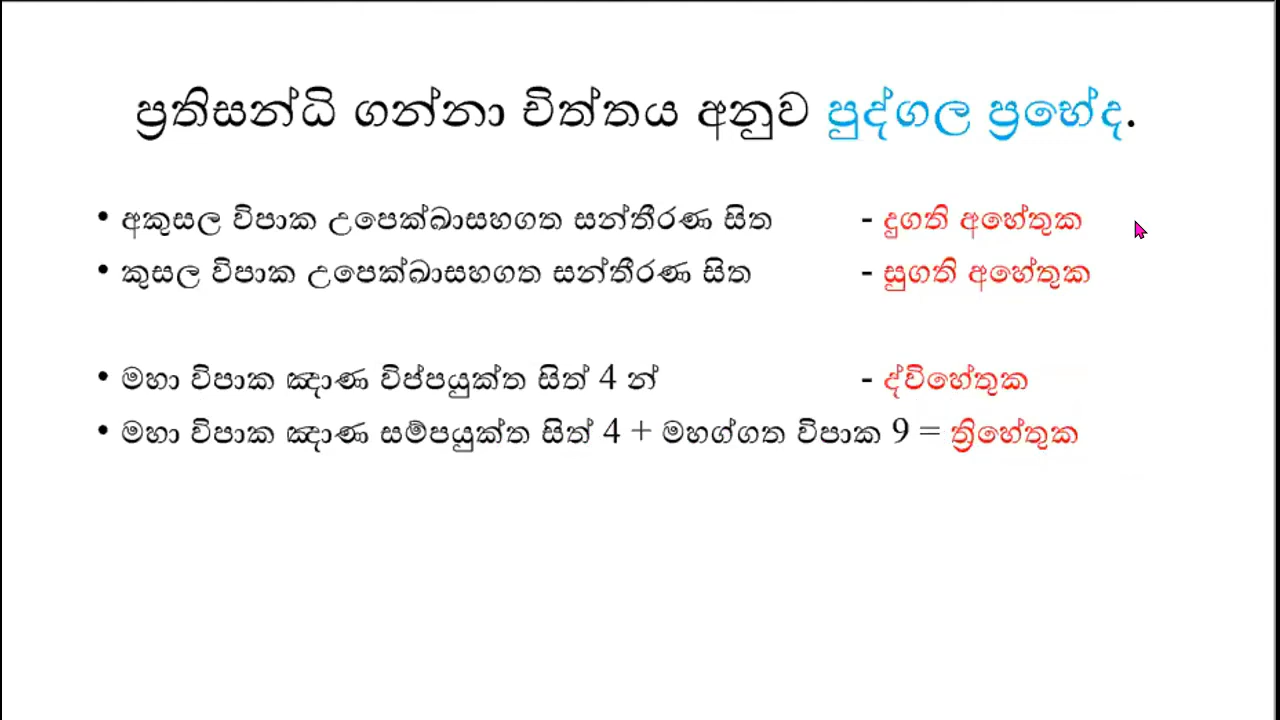 ප්‍රතිසන්ධි ගන්නා චිත්තය අනුව පුද්ගල ප්‍රභේද.
• අකුසල විපාක උපෙක්ඛාසහගත සන්තීරණ සිත - දුගති අහේතුක
• කුසල විපාක උපෙක්ඛාසහගත සන්තීරණ සිත - සුගති අහේතුක
• මහා විපාක ඤාණ විප්පයුක්ත සිත් 4 න් - ද්විහේතුක
• මහා විපාක ඤාණ සම්පයුක්ත සිත් 4 + මහග්ගත විපාක 9 = ත්‍රිහේතුක